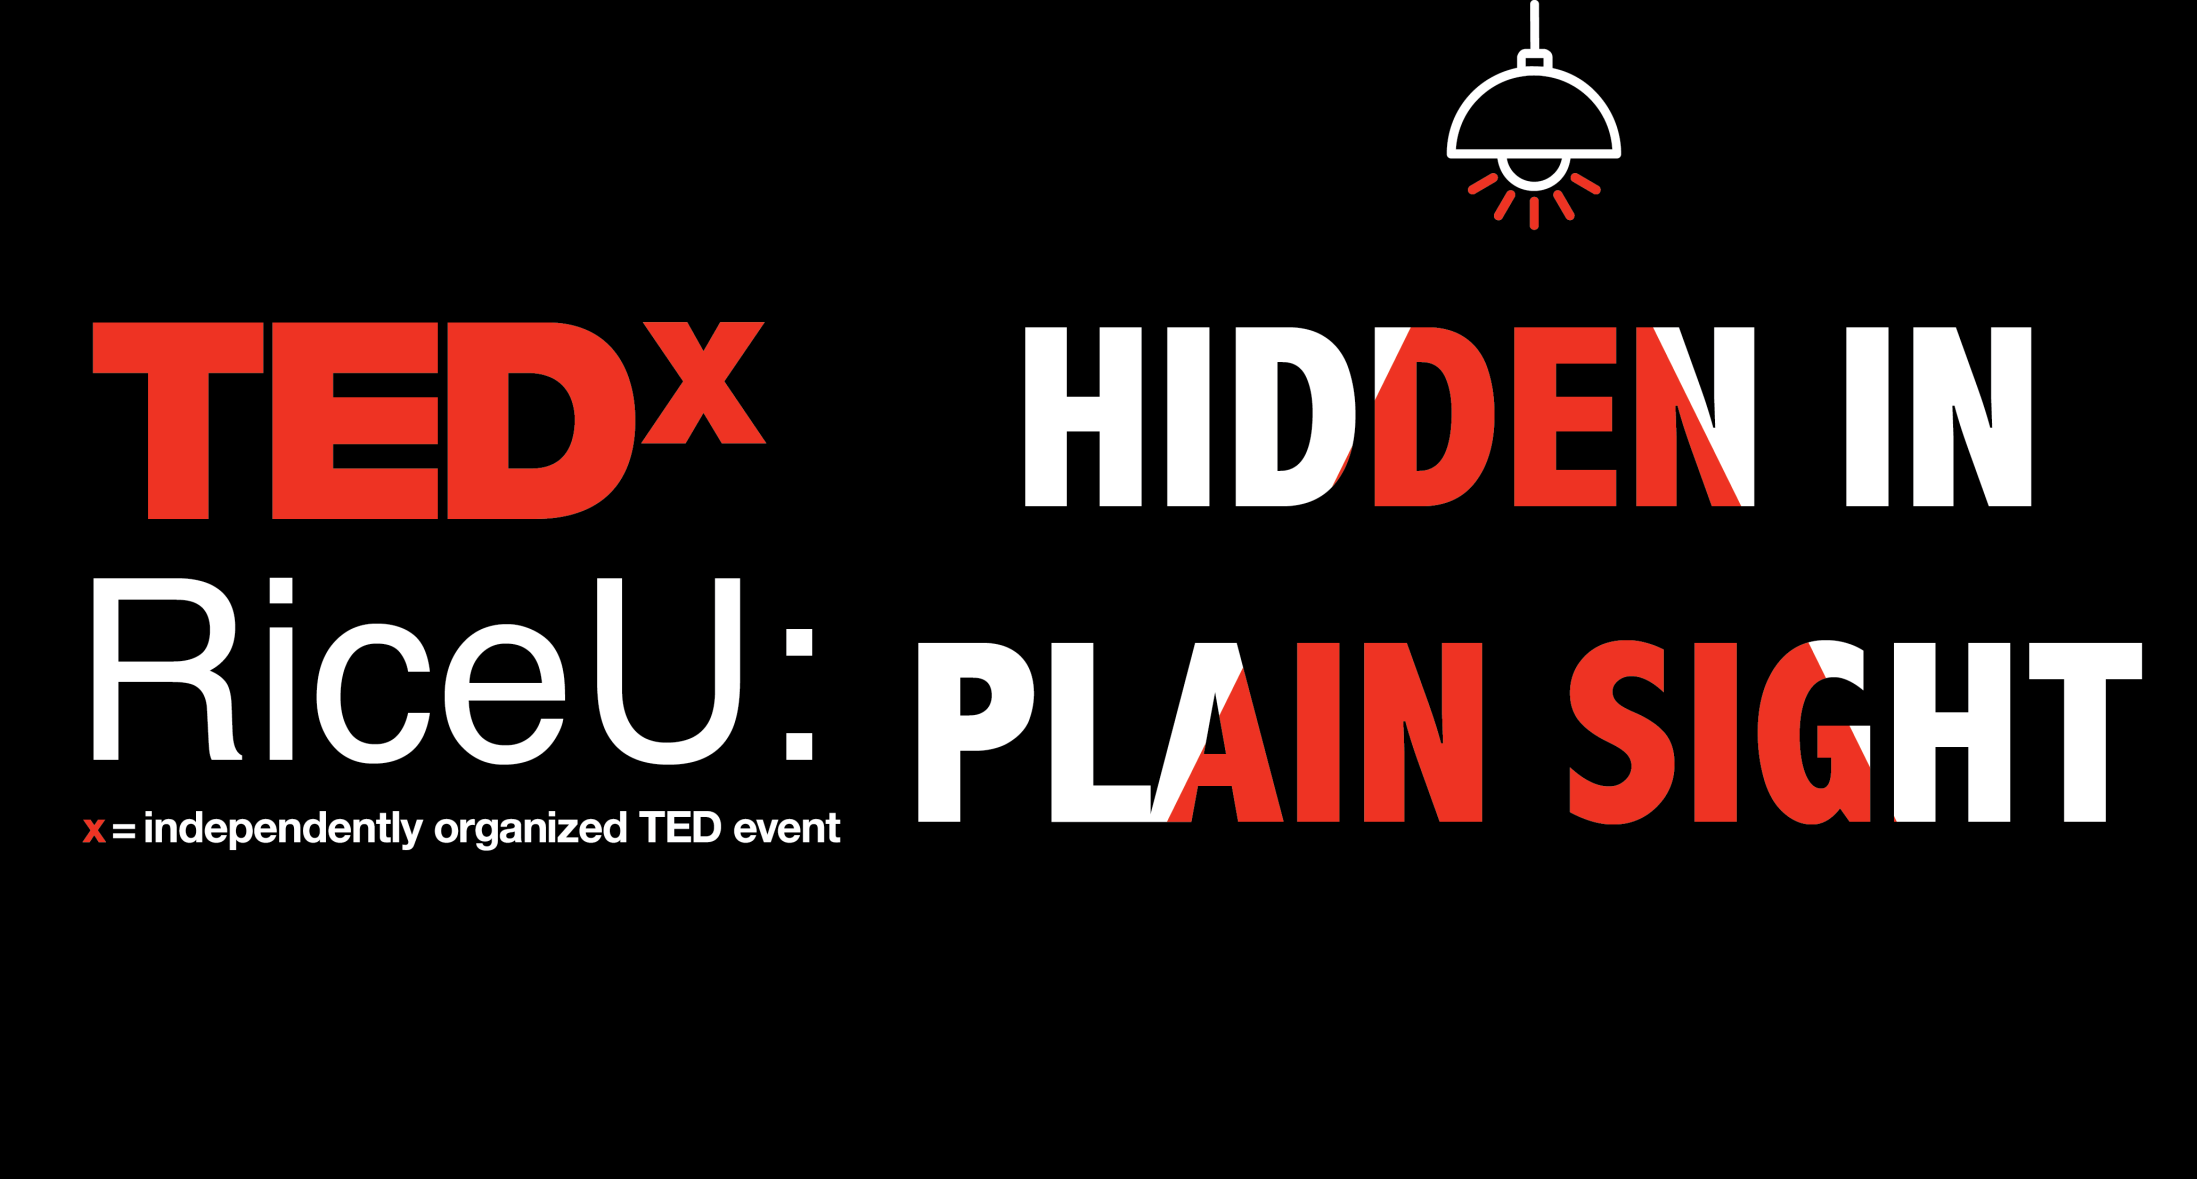 TEDx
RiceU:
x = independently organized TED event
HIDDEN IN
PLAIN SIGHT